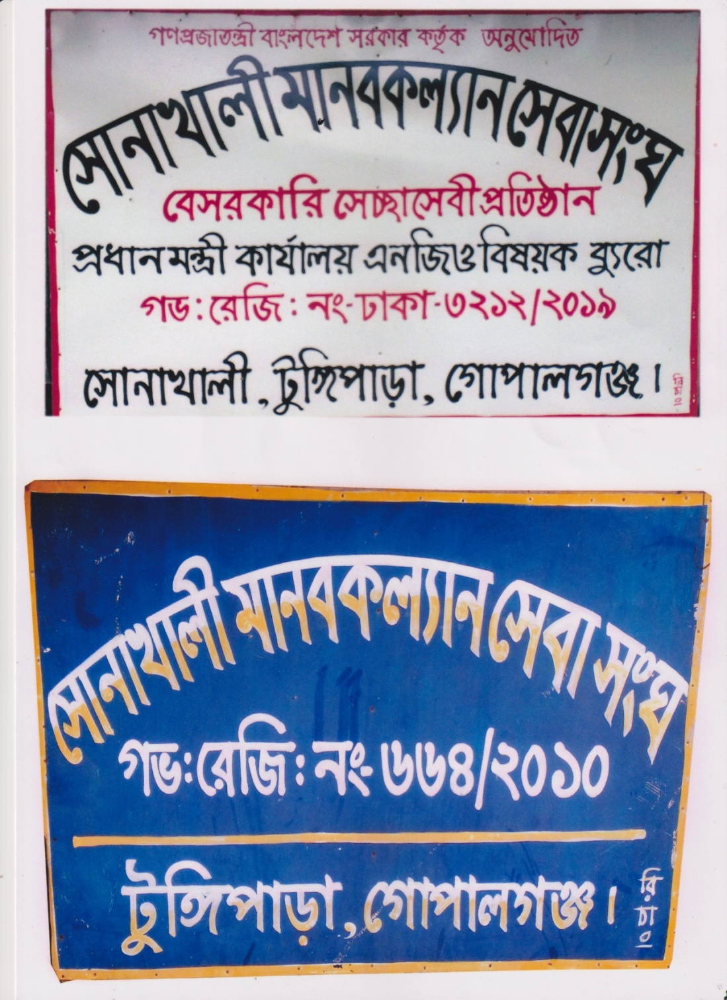 গণপ্রজাতন্ত্রী বাংলদেশ সরকার কর্তৃক অনুমোদিত
সোনাখালী মানবকল্যান সেবা সংঘ
বেসরকারি সেচ্ছাসেবী প্রতিষ্ঠান
প্রধান মন্ত্রী কার্যালয় এনজিও বিষয়ক ব্যুরো
গভ: রেজি: নং- ঢাকা- ৩২১২/২০১৯
সোনাখালী, টুঙ্গিপাড়া, গোপালগঞ্জ।
সোনাখালী মানবকল্যান সেবা সংঘ
গভ: রেজি: নং- ৬৬৪/২০১০
টুঙ্গিপাড়া, গোপালগঞ্জ।